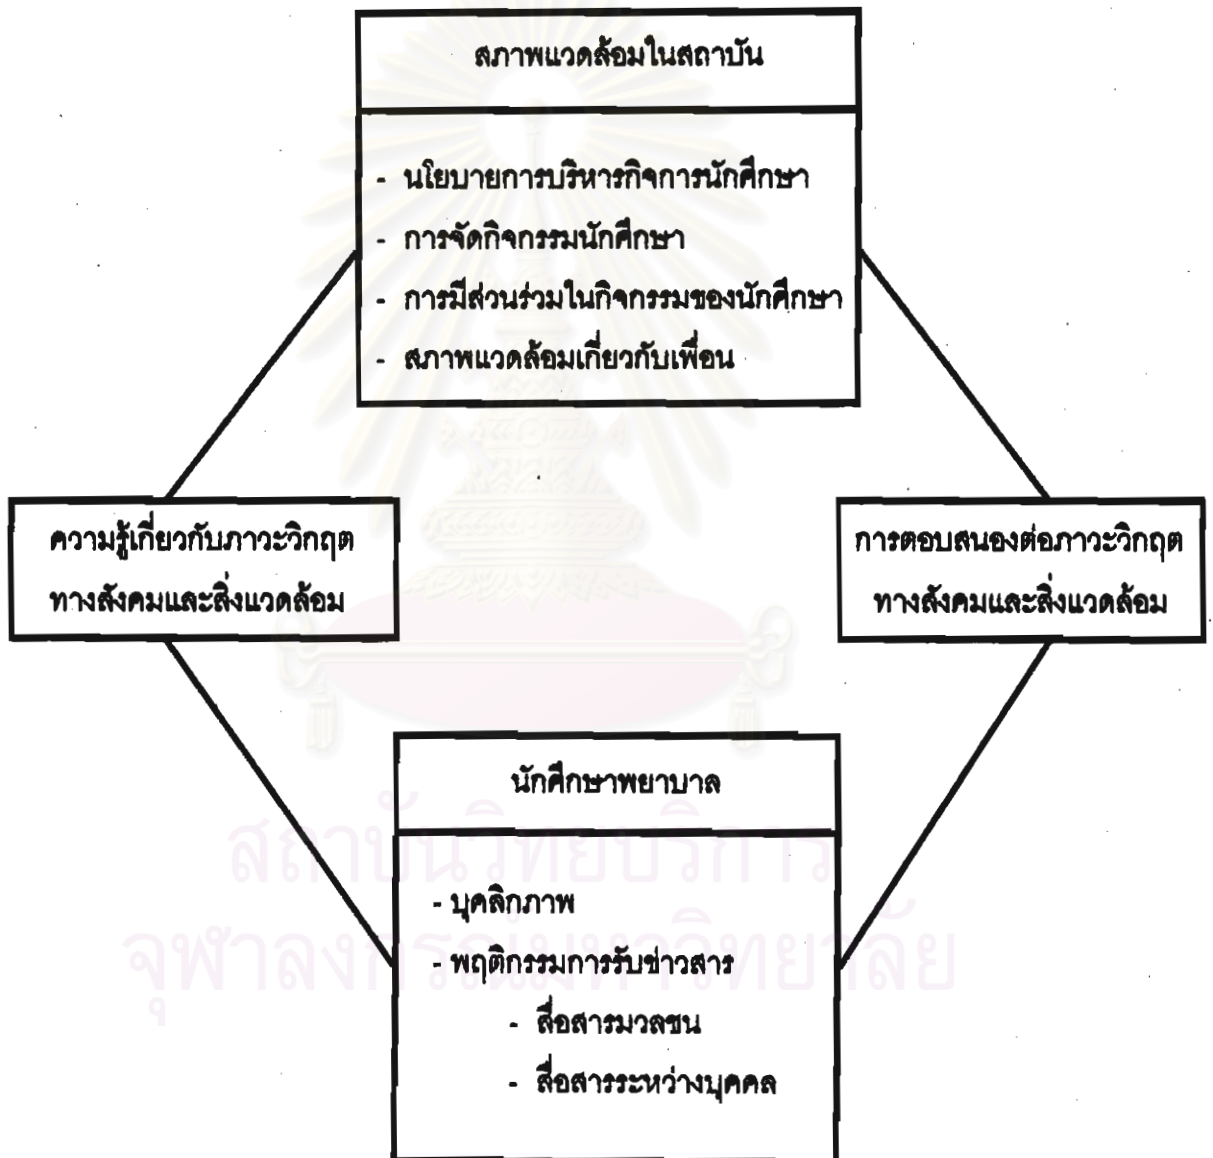 สภาพแวดล้อมในสถาบัน
- นโยบายการบริหารกิจการนักศึกษา
- การจัดกิจกรรมนักศึกษา
- การมีส่วนร่วมในกิจกรรมของนักศึกษา
- สภาพแวดล้อมเกี่ยวกับเพื่อน
ความรู้เกี่ยวกับภาวะวิกฤต
ทางสังคมและสิ่งแวดล้อม
การตอบสนองต่อภาวะวิกฤต
ทางสังคมและสิ่งแวดล้อม
นักศึกษาพยาบาล
- บุคลิกภาพ
- พฤติกรรมการรับข่าวสาร
- สื่อสารมวลชน
- สื่อสารระหว่างบุคคล
สถาบันวิทยบริการ
จุฬาลงกรณ์มหาวิทยาลัย